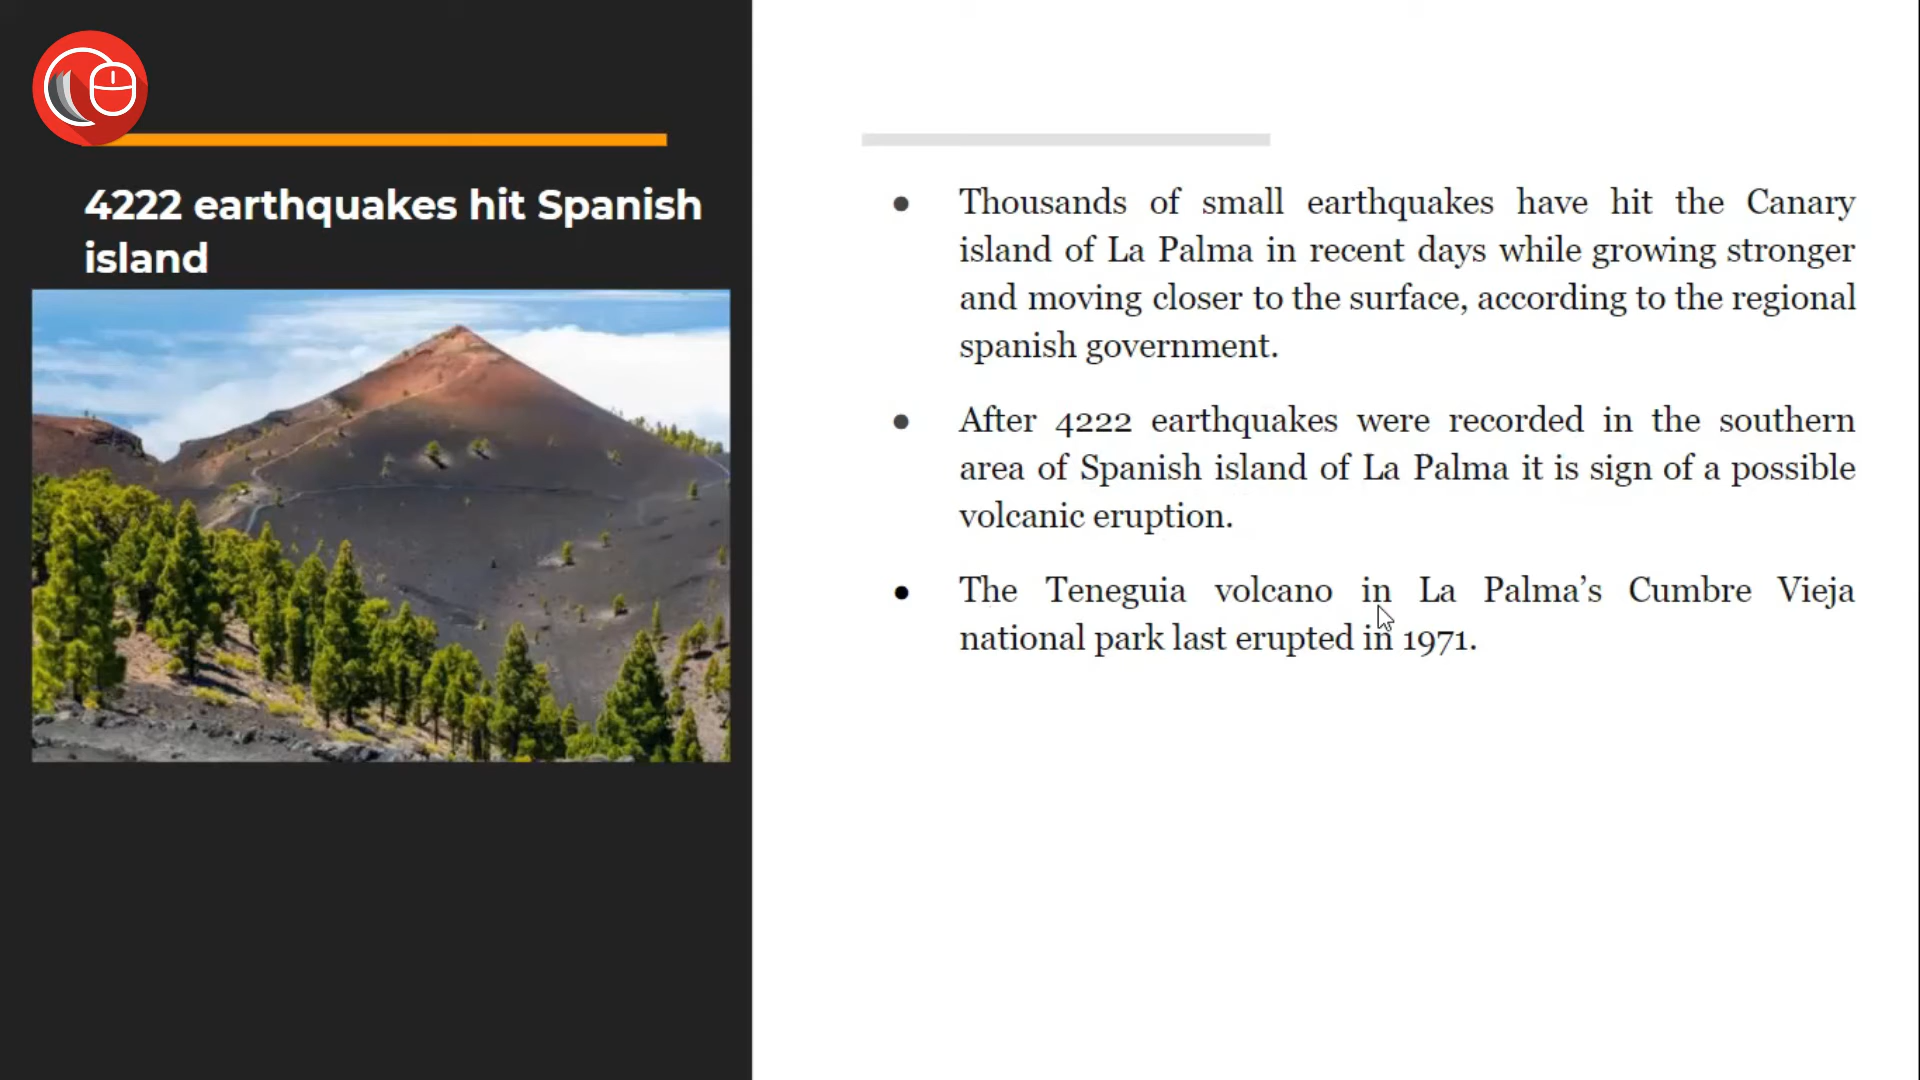 4222 earthquakes hit Spanish
island
● Thousands of small earthquakes have hit the Canary
island of La Palma in recent days while growing stronger
and moving closer to the surface, according to the regional
spanish government.
● After 4222 earthquakes were recorded in the southern
area of Spanish island of La Palma it is sign of a possible
volcanic eruption.
● The Teneguia volcano in La Palma’s Cumbre Vieja
national park last erupted in 1971.